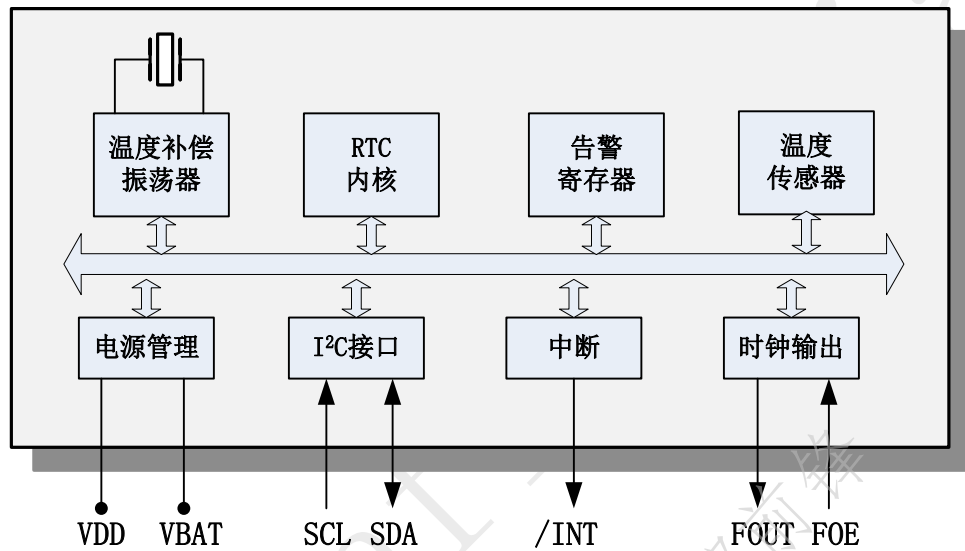 温度补偿
振荡器
RTC
内核
告警
寄存器
温度
传感器
电源管理
I²C接口
中断
时钟输出
VDD
VBAT
SCL
SDA
/INT
FOUT
FOE